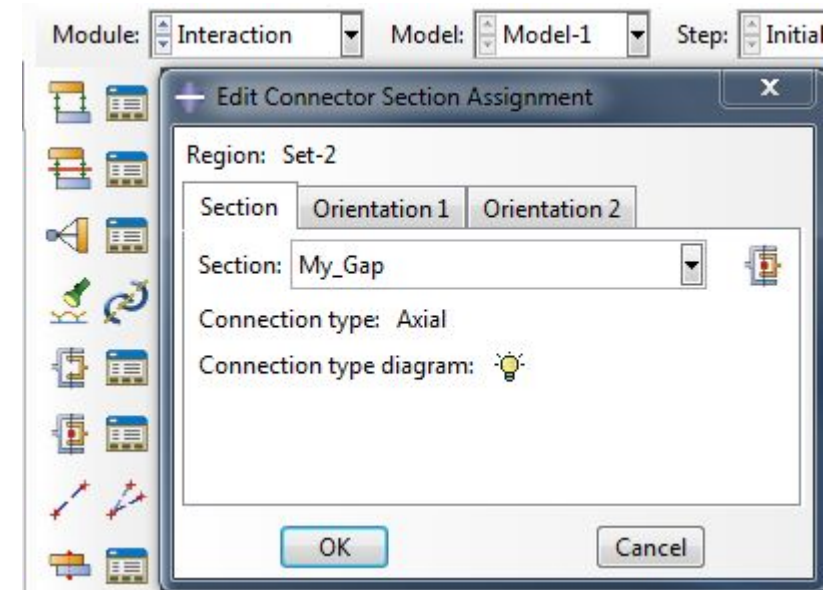 Module: Interaction Model: Model-1 Step: Initial
Edit Connector Section Assignment x
Region: Set-2
Section Orientation 1 Orientation 2
Section: My_Gap
Connection type: Axial
Connection type diagram:
OK Cancel